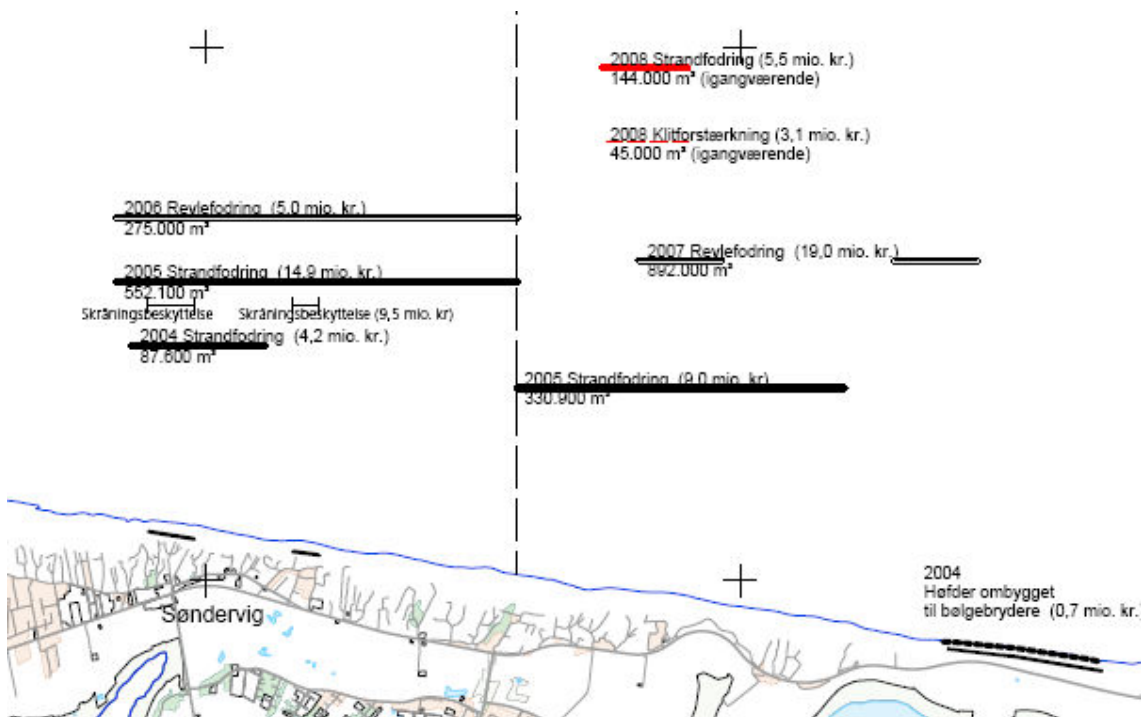 2008 Strandfodring (5,5 mio. kr.)
144.000 m³ (igangværende)
2008 Klitforstærkning (3,1 mio. kr.)
45.000 m³ (igangværende)
2006 Revlefodring (5,0 mio. kr.)
275.000 m³
2007 Revlefodring (19,0 mio. kr.)
892.000 m³
2005 Strandfodring (14,9 mio. kr.)
552.100 m³
Skråningsbeskyttelse
Skråningsbeskyttelse (9,5 mio. kr)
2004 Strandfodring (4,2 mio. kr.)
87.600 m³
2005 Strandfodring (9,0 mio. kr)
330.900 m³
2004
Høfder ombygget
til bølgebrydere (0,7 mio. kr.
Søndervig